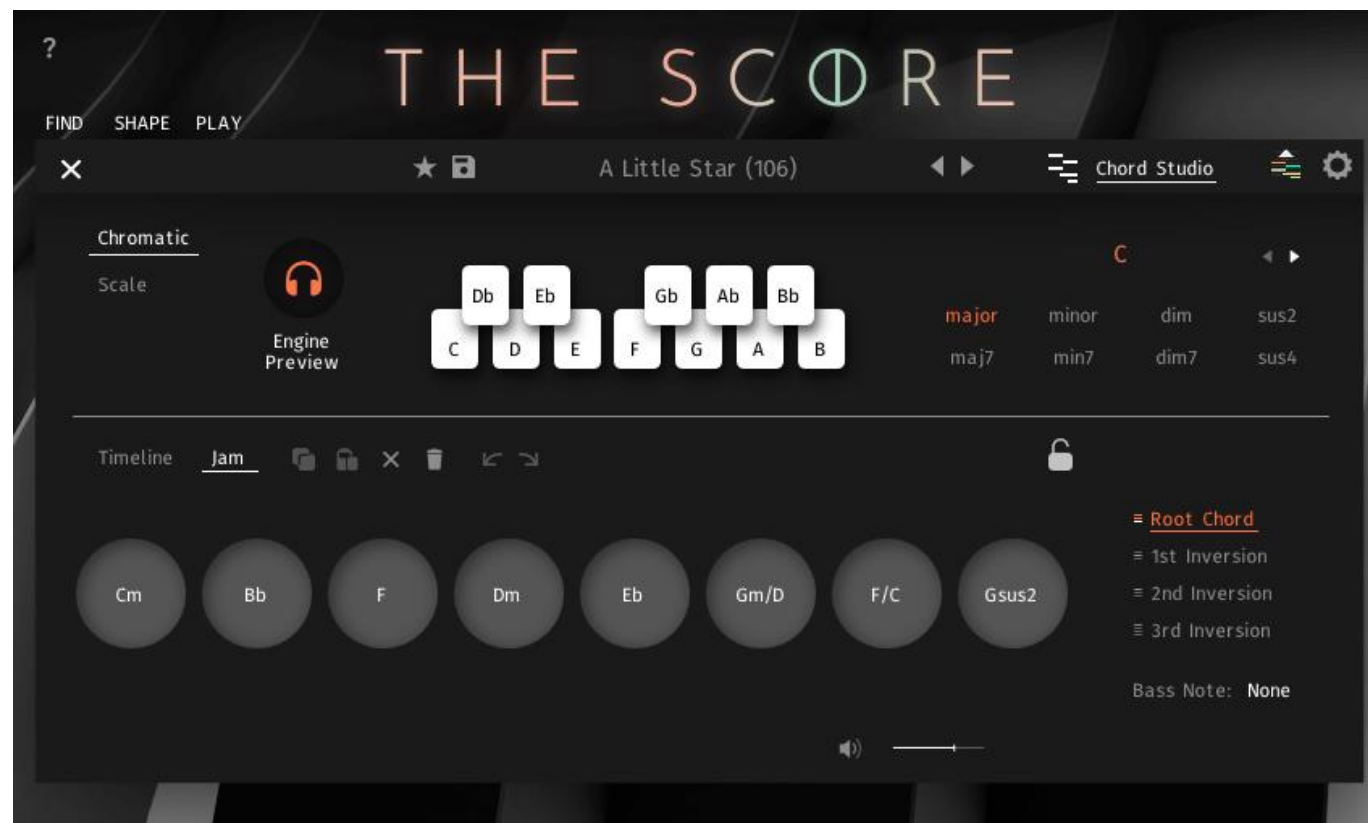 ?
THE SCORE
FIND SHAPE PLAY
A Little Star (106)
Chord Studio
Chromatic
Scale
Engine
Preview
Db Eb Gb Ab Bb
C D E F G A B
C
major minor dim sus2
maj7 min7 dim7 sus4
Timeline Jam
Cm Bb F Dm Eb Gm/D F/C Gsus2
Root Chord
1st Inversion
2nd Inversion
3rd Inversion
Bass Note: None